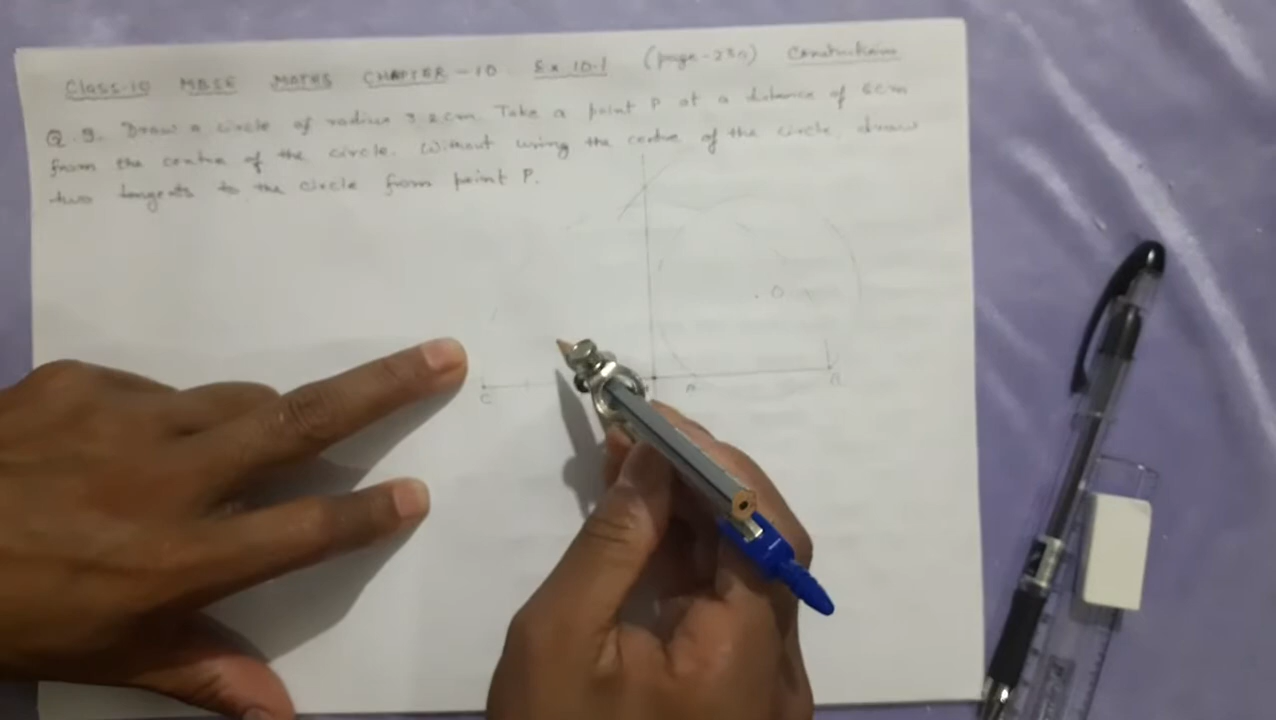 Class-10 MBSE MATHS CHAPTER-10 Ex 10.1 (page-230) Constructions
Q.9. Draw a circle of radius 3.2cm. Take a point P at a distance of 6cm
from the centre of the circle. Without using the centre of the circle, draw
two tangents to the circle from point P.
O
C